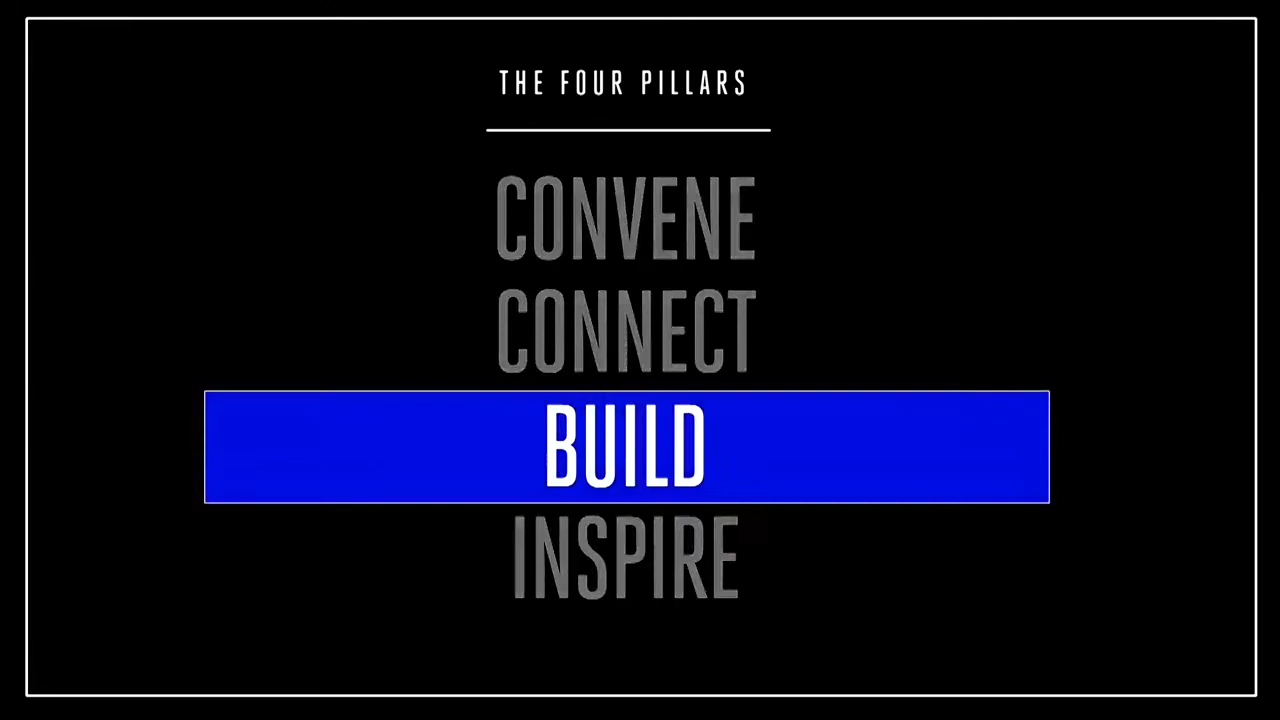 THE FOUR PILLARS
CONVENE
CONNECT
BUILD
INSPIRE